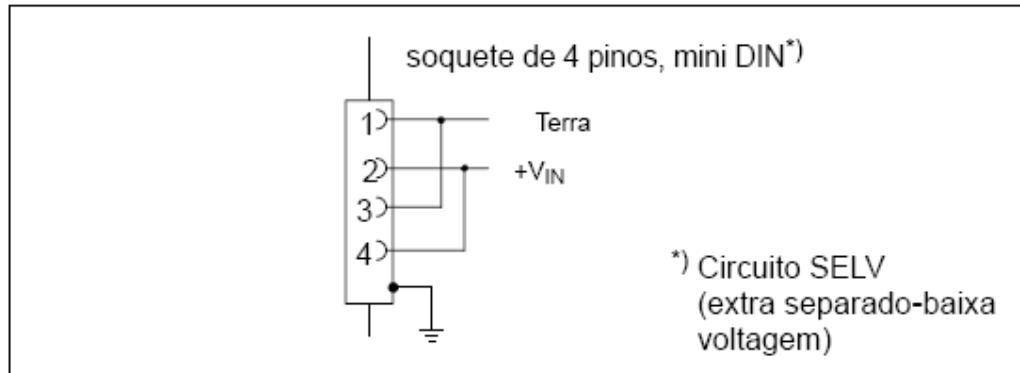 soquete de 4 pinos, mini DIN*)
1
Terra
2
+VIN
3
4
*) Circuito SELV
(extra separado-baixa
voltagem)